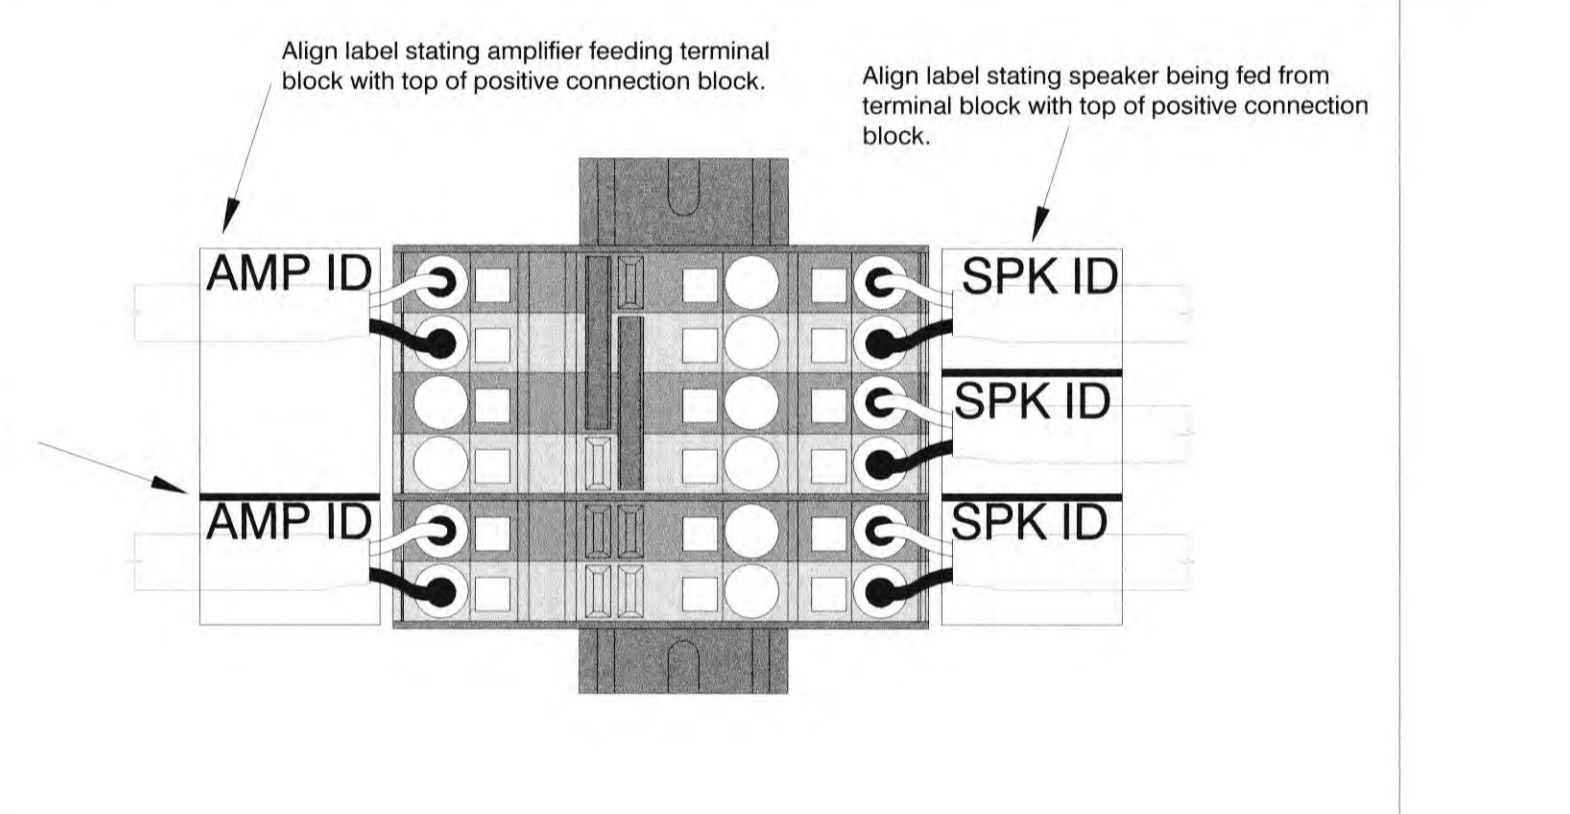 Align label stating amplifier feeding terminal
block with top of positive connection block.
Align label stating speaker being fed from
terminal block with top of positive connection
block.
AMP ID
SPK ID
SPK ID
AMP ID
SPK ID